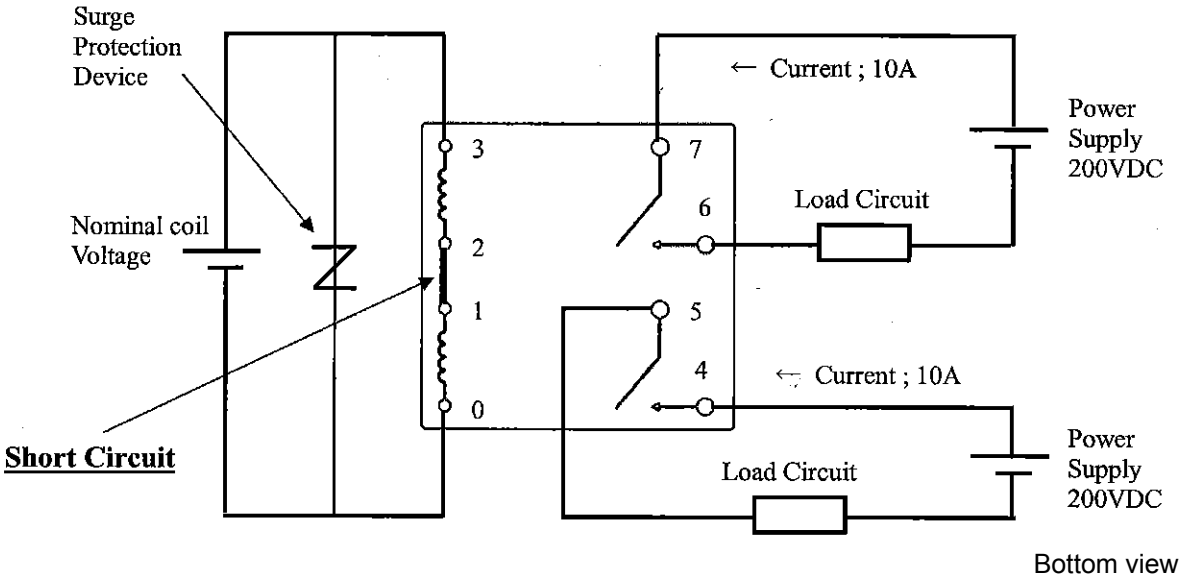 Surge
Protection
Device
← Current ; 10A
Power
Supply
200VDC
3
7
Load Circuit
6
Nominal coil
Voltage
2
1
5
4
← Current ; 10A
0
Short Circuit
Power
Supply
200VDC
Load Circuit
Bottom view